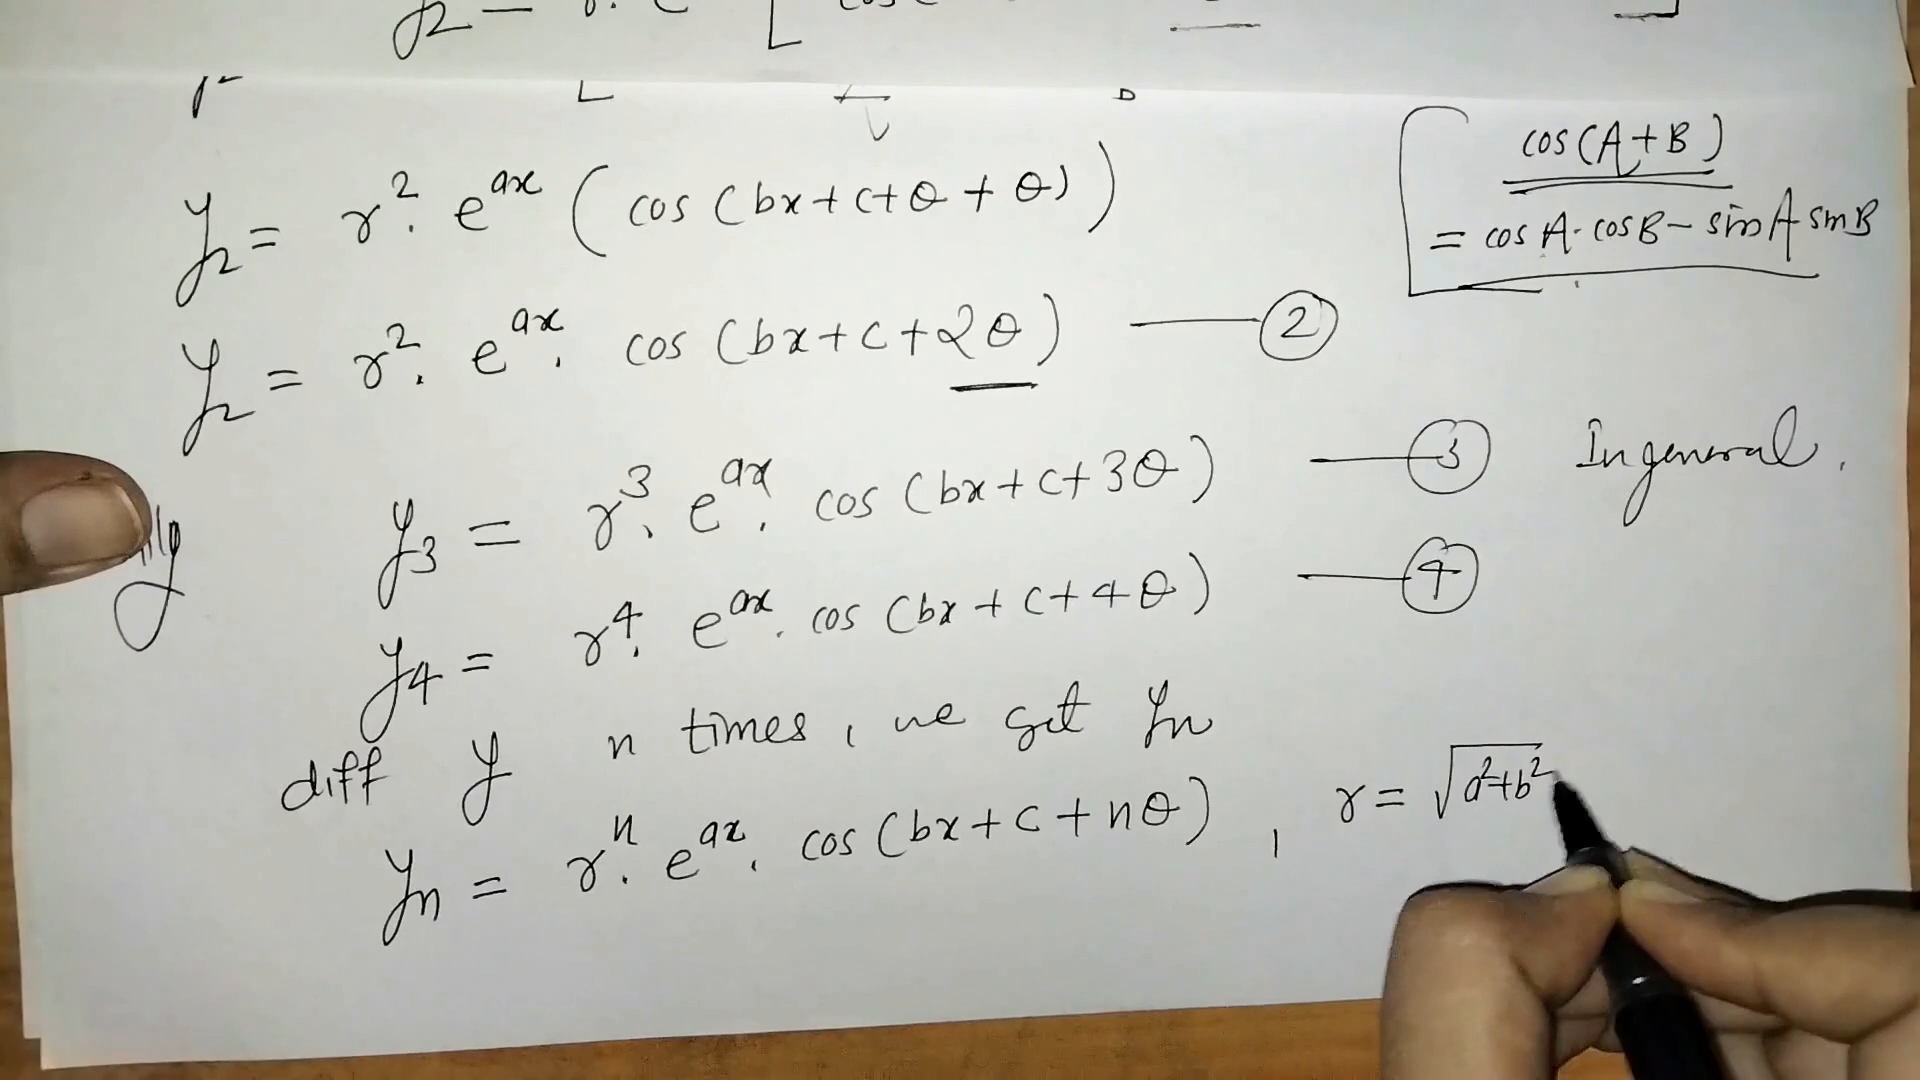 y₂ = r². e^{ax} ( cos (bx+c+θ + θ) )
cos(A+B)
= cos A. cosB − sin A sin B
y₂ = r². e^{ax}. cos (bx+c+2θ) —— ②
y₃ = r³. e^{ax}. cos (bx+c+3θ) —— ③ In general.
y₄ = r⁴. e^{ax}. cos (bx+c+4θ) —— ④
diff y n times, we get yₙ
yₙ = rⁿ. e^{ax}. cos (bx+c+nθ) , r = √a²+b²